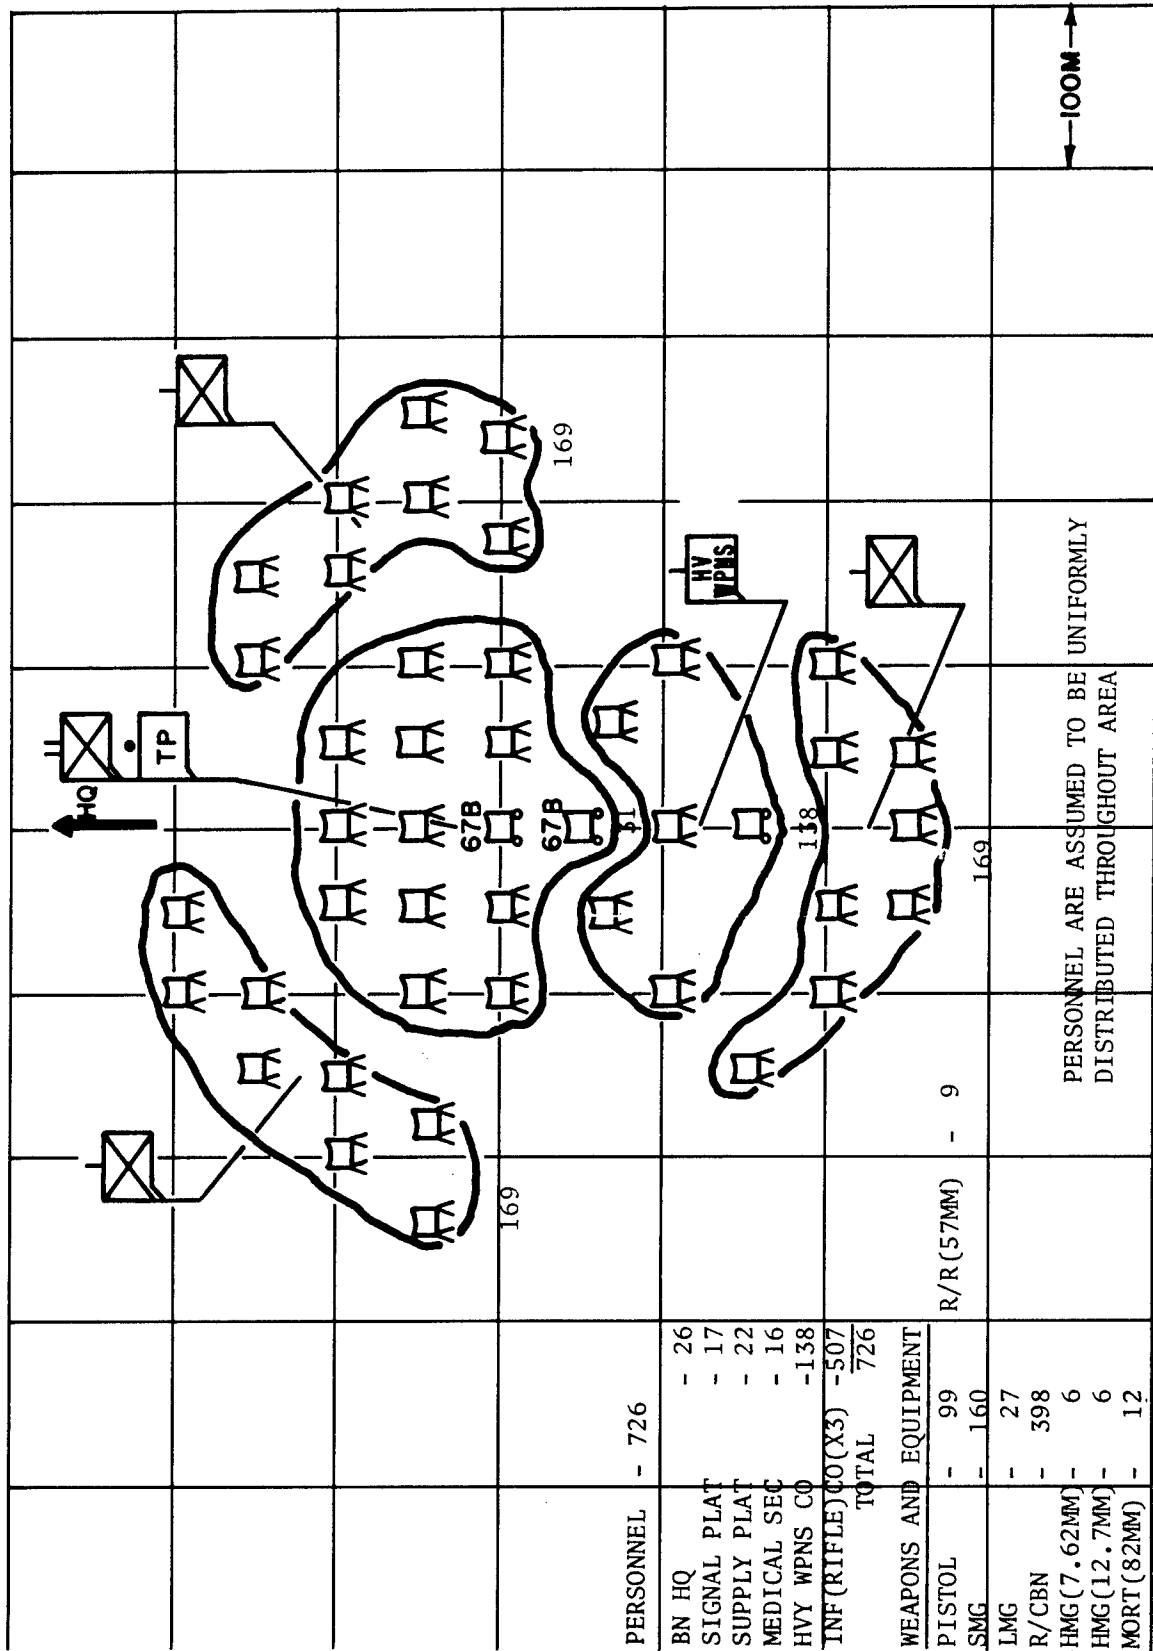 HQ
TP
67B
67B
169
169
HV
WPNS
138
169
100M
PERSONNEL - 726
BN HQ - 26
SIGNAL PLAT - 17
SUPPLY PLAT - 22
MEDICAL SEC - 16
HVY WPNS CO -138
INF(RIFLE)CO(X3) -507
TOTAL 726
WEAPONS AND EQUIPMENT
PISTOL - 99 R/R(57MM) - 9
SMG - 160
LMG - 27
R/CBN - 398
HMG(7.62MM)- 6
HMG(12.7MM)- 6
MORT(82MM) - 12
PERSONNEL ARE ASSUMED TO BE UNIFORMLY
DISTRIBUTED THROUGHOUT AREA